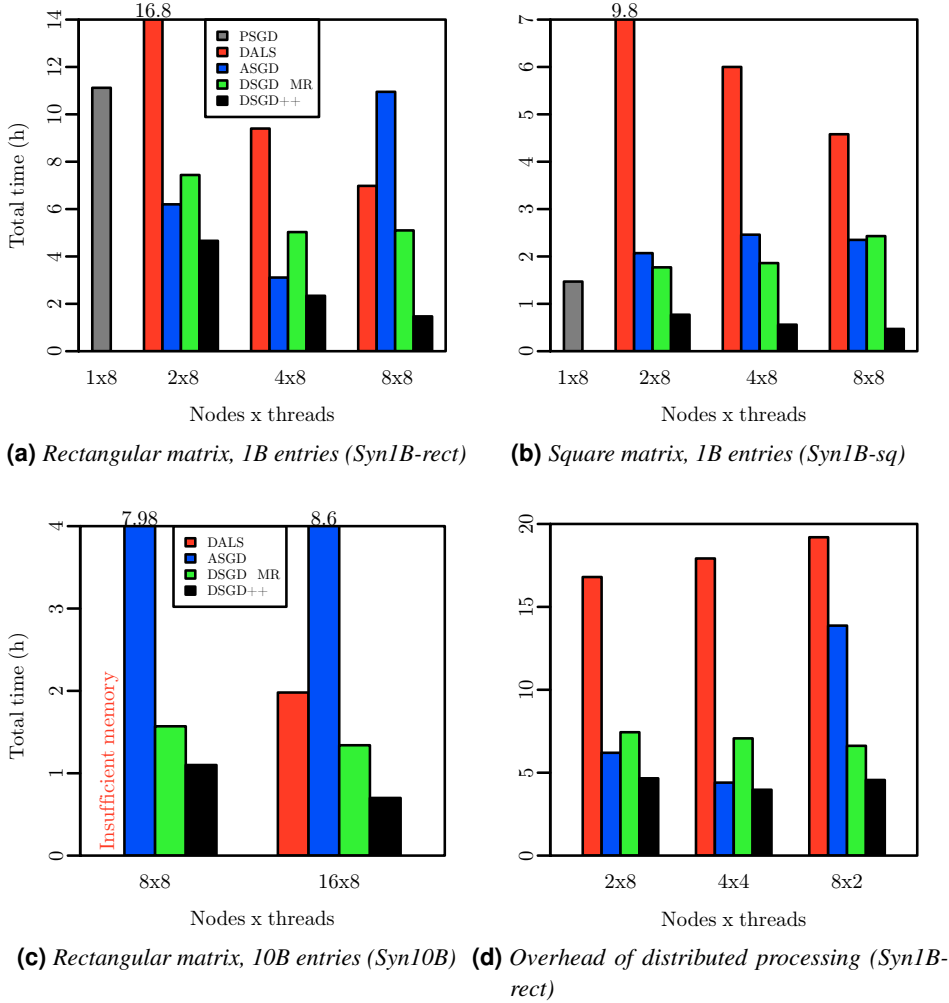 16.8
Total time (h)
0 2 4 6 8 10 12 14
PSGD
DALS
ASGD
DSGD MR
DSGD++
1x8 2x8 4x8 8x8
Nodes x threads
(a) Rectangular matrix, 1B entries (Syn1B-rect)
9.8
0 1 2 3 4 5 6 7
1x8 2x8 4x8 8x8
Nodes x threads
(b) Square matrix, 1B entries (Syn1B-sq)
7.98 8.6
Total time (h)
0 1 2 3 4
DALS
ASGD
DSGD MR
DSGD++
Insufficient memory
8x8 16x8
Nodes x threads
(c) Rectangular matrix, 10B entries (Syn10B)
0 5 10 15 20
2x8 4x4 8x2
Nodes x threads
(d) Overhead of distributed processing (Syn1B-
rect)